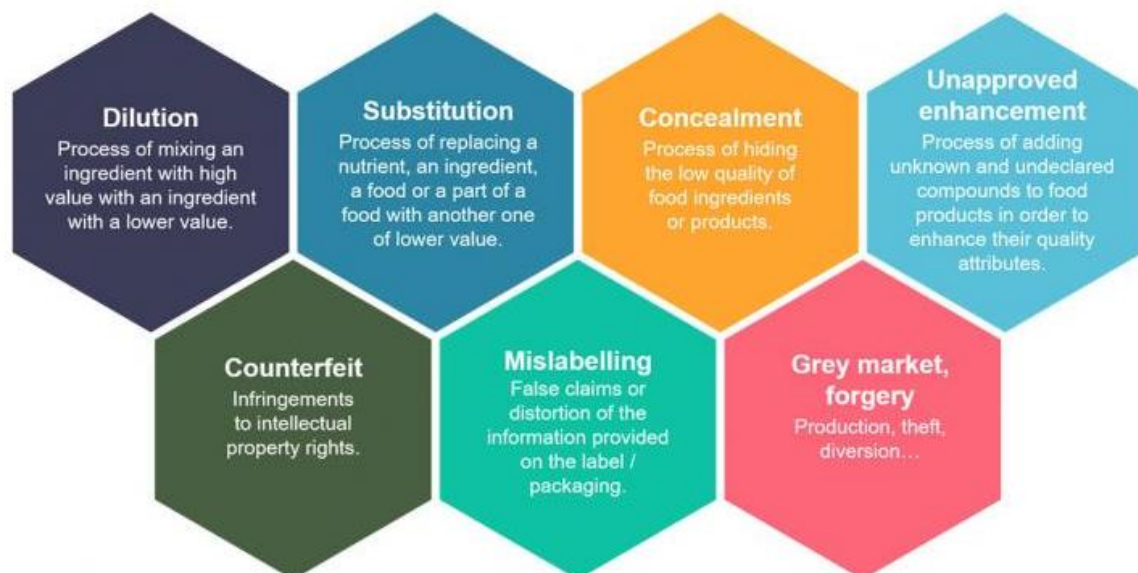 Dilution
Process of mixing an
ingredient with high
value with an ingredient
with a lower value.
Substitution
Process of replacing a
nutrient, an ingredient,
a food or a part of a
food with another one
of lower value.
Concealment
Process of hiding
the low quality of
food ingredients
or products.
Unapproved
enhancement
Process of adding
unknown and undeclared
compounds to food
products in order to
enhance their quality
attributes.
Counterfeit
Infringements
to intellectual
property rights.
Mislabelling
False claims or
distortion of the
information provided
on the label /
packaging.
Grey market,
forgery
Production, theft,
diversion...